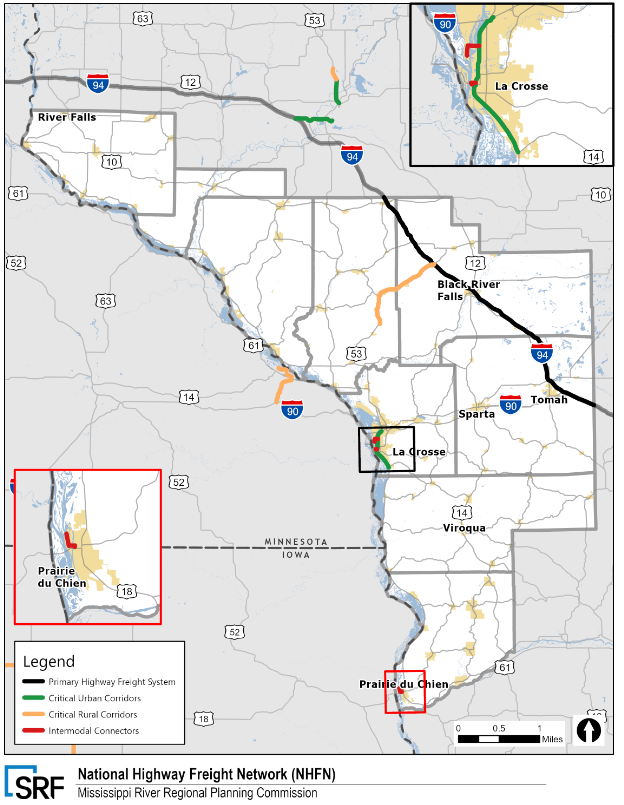 63
53
94
12
River Falls
10
94
61
10
52
63
12
Black River
Falls
61
53
94
14
90
Sparta
90
Tomah
La Crosse
52
14
Viroqua
MINNESOTA
IOWA
52
61
Prairie du Chien
18
90
La Crosse
14
Prairie
du Chien
18
Legend
Primary Highway Freight System
Critical Urban Corridors
Critical Rural Corridors
Intermodal Connectors
0 0.5 1
Miles
SRF
National Highway Freight Network (NHFN)
Mississippi River Regional Planning Commission